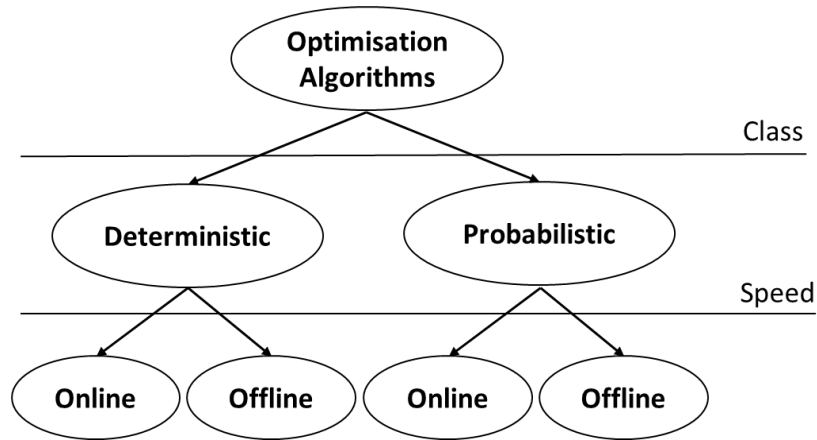 Optimisation
Algorithms
Class
Deterministic
Probabilistic
Speed
Online
Offline
Online
Offline